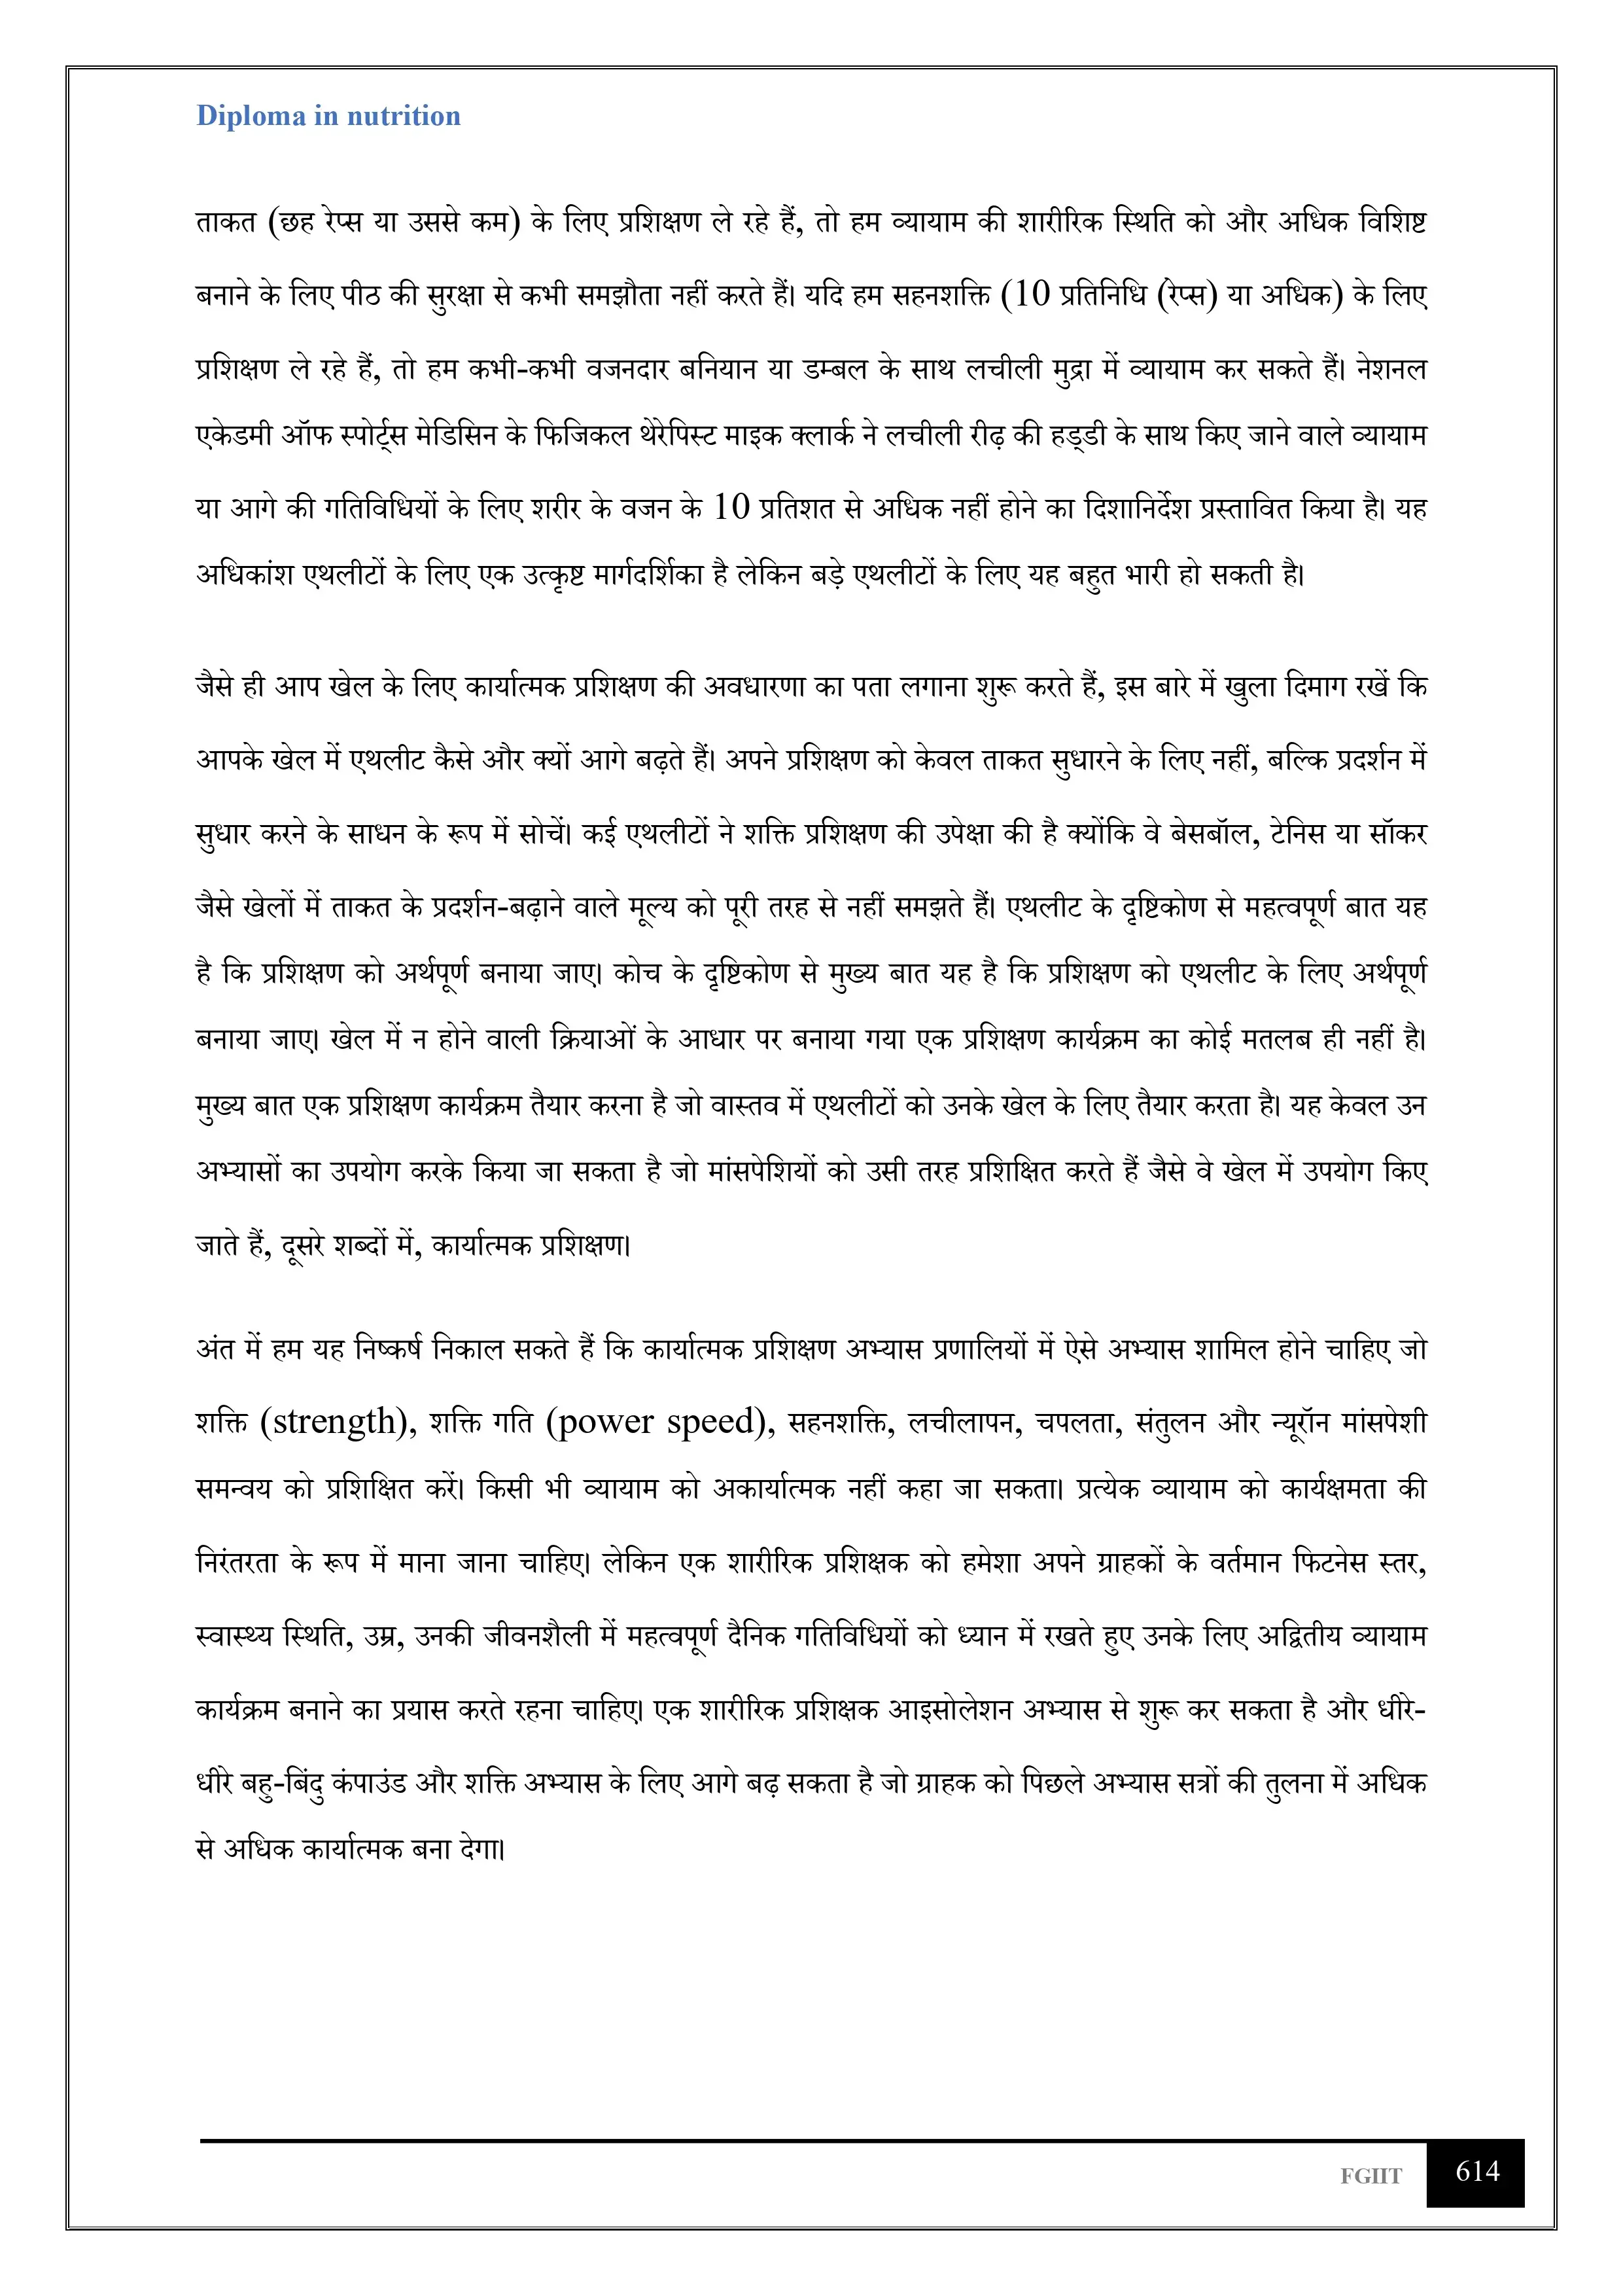 Diploma in nutrition
ताकत (छह रेप्स या उससे कम) के लिए प्रशिक्षण ले रहे हैं, तो हम व्यायाम की शारीरिक स्थिति को और अधिक विशिष्ट
बनाने के लिए पीठ की सुरक्षा से कभी समझौता नहीं करते हैं। यदि हम सहनशक्ति (10 प्रतिनिधि (रेप्स) या अधिक) के लिए
प्रशिक्षण ले रहे हैं, तो हम कभी-कभी वजनदार बनियान या डम्बल के साथ लचीली मुद्रा में व्यायाम कर सकते हैं। नेशनल
एकेडमी ऑफ स्पोर्ट्स मेडिसिन के फिजिकल थेरेपिस्ट माइक क्लार्क ने लचीली रीढ़ की हड्डी के साथ किए जाने वाले व्यायाम
या आगे की गतिविधियों के लिए शरीर के वजन के 10 प्रतिशत से अधिक नहीं होने का दिशानिर्देश प्रस्तावित किया है। यह
अधिकांश एथलीटों के लिए एक उत्कृष्ट मार्गदर्शिका है लेकिन बड़े एथलीटों के लिए यह बहुत भारी हो सकती है।
जैसे ही आप खेल के लिए कार्यात्मक प्रशिक्षण की अवधारणा का पता लगाना शुरू करते हैं, इस बारे में खुला दिमाग रखें कि
आपके खेल में एथलीट कैसे और क्यों आगे बढ़ते हैं। अपने प्रशिक्षण को केवल ताकत सुधारने के लिए नहीं, बल्कि प्रदर्शन में
सुधार करने के साधन के रूप में सोचें। कई एथलीटों ने शक्ति प्रशिक्षण की उपेक्षा की है क्योंकि वे बेसबॉल, टेनिस या सॉकर
जैसे खेलों में ताकत के प्रदर्शन-बढ़ाने वाले मूल्य को पूरी तरह से नहीं समझते हैं। एथलीट के दृष्टिकोण से महत्वपूर्ण बात यह
है कि प्रशिक्षण को अर्थपूर्ण बनाया जाए। कोच के दृष्टिकोण से मुख्य बात यह है कि प्रशिक्षण को एथलीट के लिए अर्थपूर्ण
बनाया जाए। खेल में न होने वाली क्रियाओं के आधार पर बनाया गया एक प्रशिक्षण कार्यक्रम का कोई मतलब ही नहीं है।
मुख्य बात एक प्रशिक्षण कार्यक्रम तैयार करना है जो वास्तव में एथलीटों को उनके खेल के लिए तैयार करता है। यह केवल उन
अभ्यासों का उपयोग करके किया जा सकता है जो मांसपेशियों को उसी तरह प्रशिक्षित करते हैं जैसे वे खेल में उपयोग किए
जाते हैं, दूसरे शब्दों में, कार्यात्मक प्रशिक्षण।
अंत में हम यह निष्कर्ष निकाल सकते हैं कि कार्यात्मक प्रशिक्षण अभ्यास प्रणालियों में ऐसे अभ्यास शामिल होने चाहिए जो
शक्ति (strength), शक्ति गति (power speed), सहनशक्ति, लचीलापन, चपलता, संतुलन और न्यूरॉन मांसपेशी
समन्वय को प्रशिक्षित करें। किसी भी व्यायाम को अकार्यात्मक नहीं कहा जा सकता। प्रत्येक व्यायाम को कार्यक्षमता की
निरंतरता के रूप में माना जाना चाहिए। लेकिन एक शारीरिक प्रशिक्षक को हमेशा अपने ग्राहकों के वर्तमान फिटनेस स्तर,
स्वास्थ्य स्थिति, उम्र, उनकी जीवनशैली में महत्वपूर्ण दैनिक गतिविधियों को ध्यान में रखते हुए उनके लिए अद्वितीय व्यायाम
कार्यक्रम बनाने का प्रयास करते रहना चाहिए। एक शारीरिक प्रशिक्षक आइसोलेशन अभ्यास से शुरू कर सकता है और धीरे-
धीरे बहु-बिंदु कंपाउंड और शक्ति अभ्यास के लिए आगे बढ़ सकता है जो ग्राहक को पिछले अभ्यास सत्रों की तुलना में अधिक
से अधिक कार्यात्मक बना देगा।
FGIIT 614